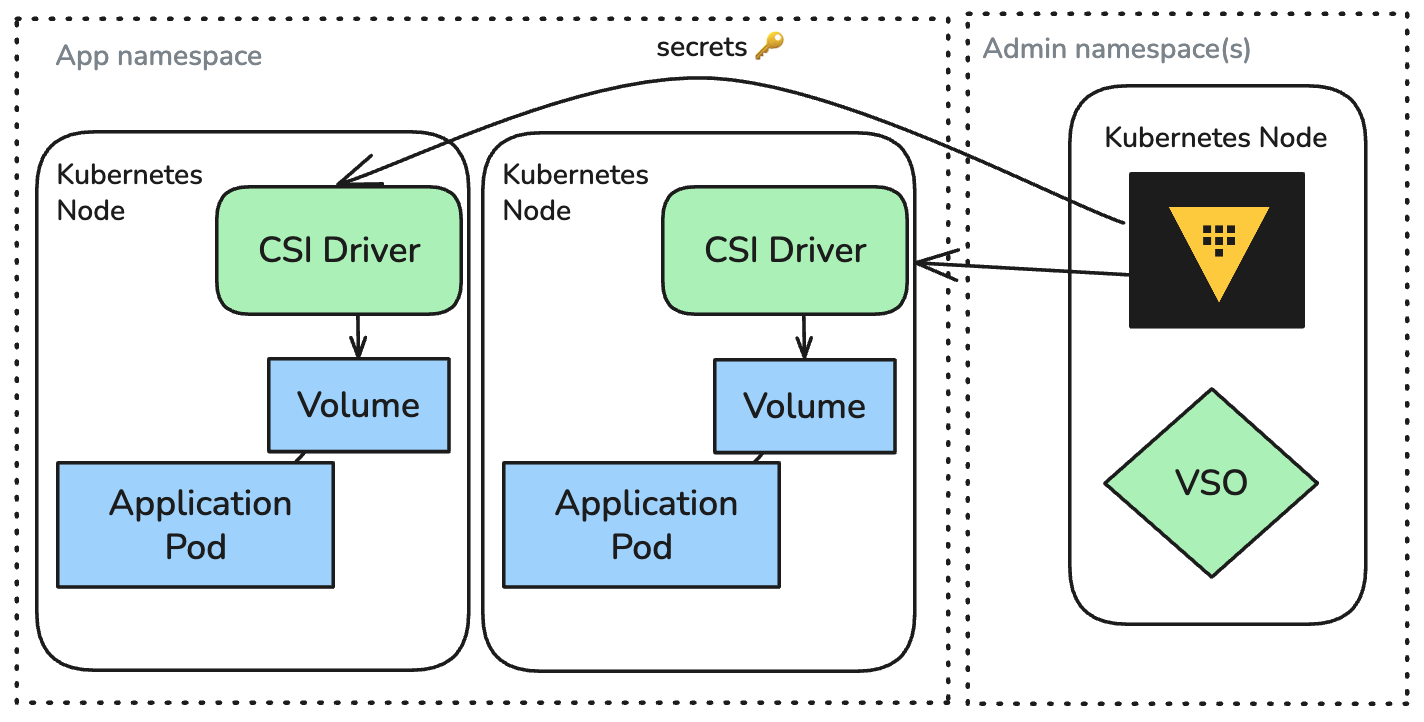 App namespace
secrets 🔑
Admin namespace(s)
Kubernetes
Node
CSI Driver
Volume
Application
Pod
Kubernetes
Node
CSI Driver
Volume
Application
Pod
Kubernetes Node
VSO